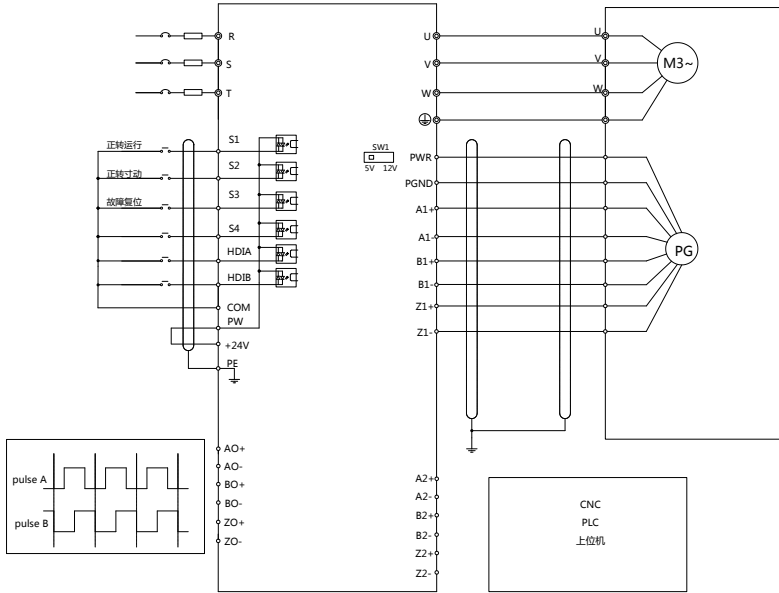 R
S
T
U
V
W
U
V
W
M3~
正转运行
正转寸动
故障复位
S1
S2
S3
S4
HDIA
HDIB
COM
PW
+24V
PE
SW1
5V 12V
PWR
PGND
A1+
A1-
B1+
B1-
Z1+
Z1-
PG
pulse A
pulse B
AO+
AO-
BO+
BO-
ZO+
ZO-
A2+
A2-
B2+
B2-
Z2+
Z2-
CNC
PLC
上位机